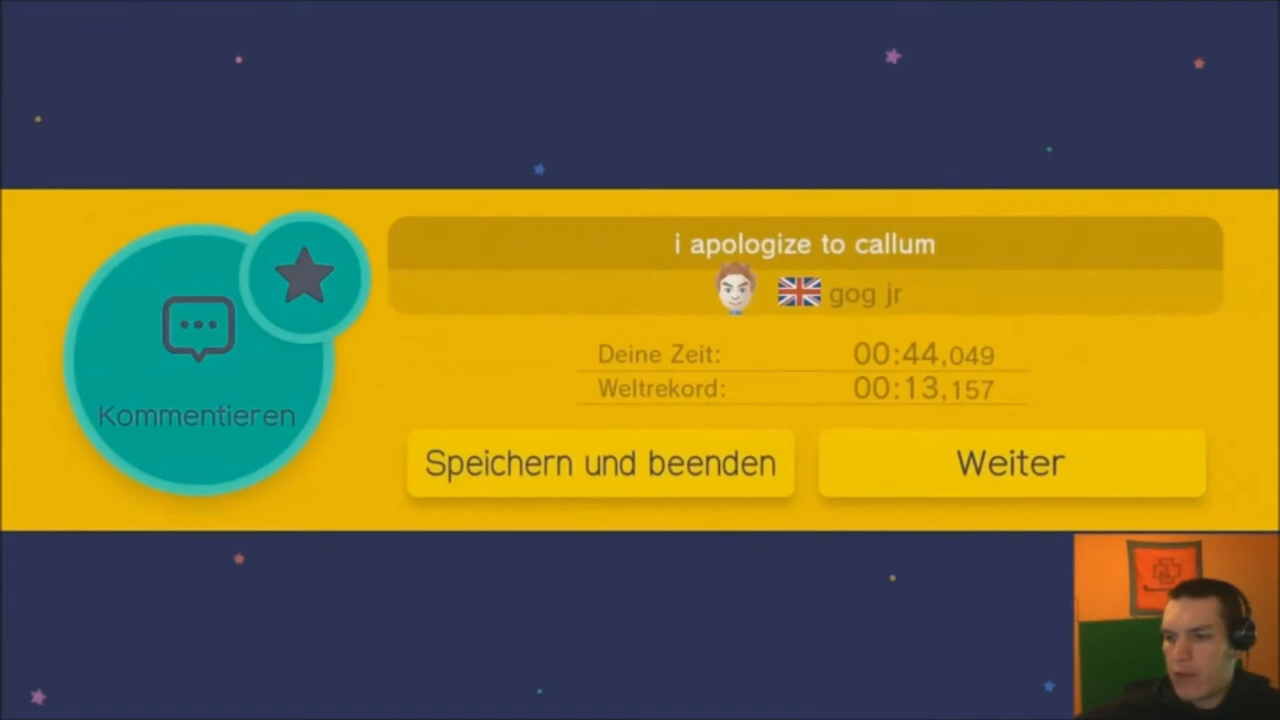 i apologize to callum
gog jr
Deine Zeit: 00:44,049
Weltrekord: 00:13,157
Kommentieren
Speichern und beenden
Weiter